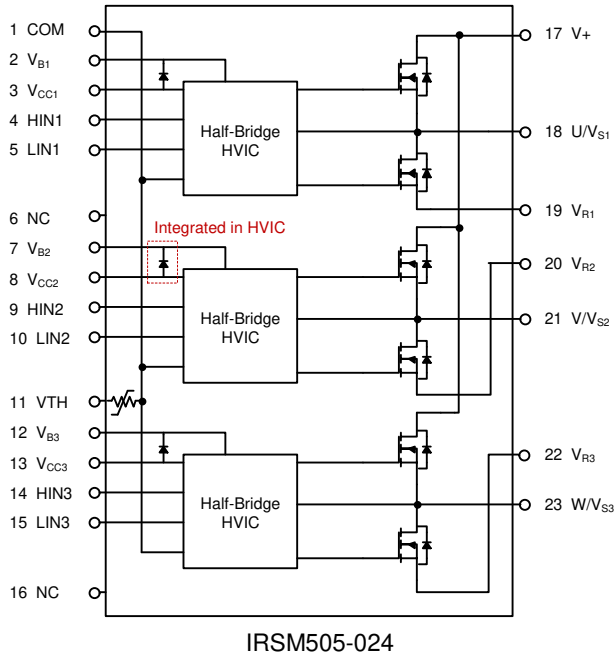 1 COM
2 VB1
3 VCC1
4 HIN1
5 LIN1
6 NC
7 VB2
8 VCC2
9 HIN2
10 LIN2
11 VTH
12 VB3
13 VCC3
14 HIN3
15 LIN3
16 NC
Half-Bridge
HVIC
Integrated in HVIC
Half-Bridge
HVIC
Half-Bridge
HVIC
17 V+
18 U/VS1
19 VR1
20 VR2
21 V/VS2
22 VR3
23 W/VS3
IRSM505-024